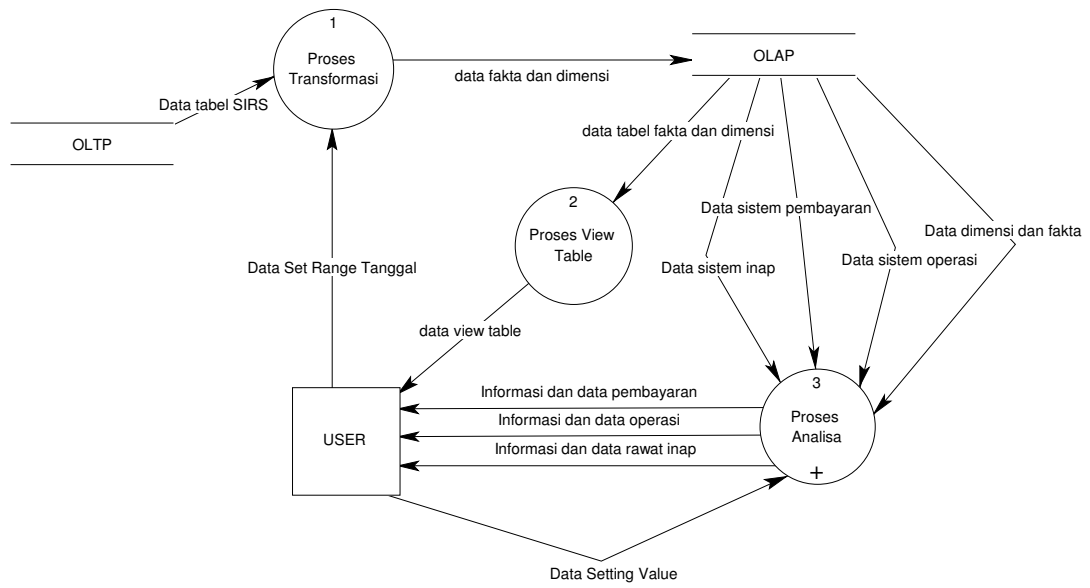 1
Proses
Transformasi
OLAP
data fakta dan dimensi
Data tabel SIRS
OLTP
data tabel fakta dan dimensi
2
Proses View
Table
Data sistem pembayaran
Data dimensi dan fakta
Data sistem operasi
Data Set Range Tanggal
Data sistem inap
data view table
3
Proses
Analisa
+
Informasi dan data pembayaran
Informasi dan data operasi
Informasi dan data rawat inap
USER
Data Setting Value